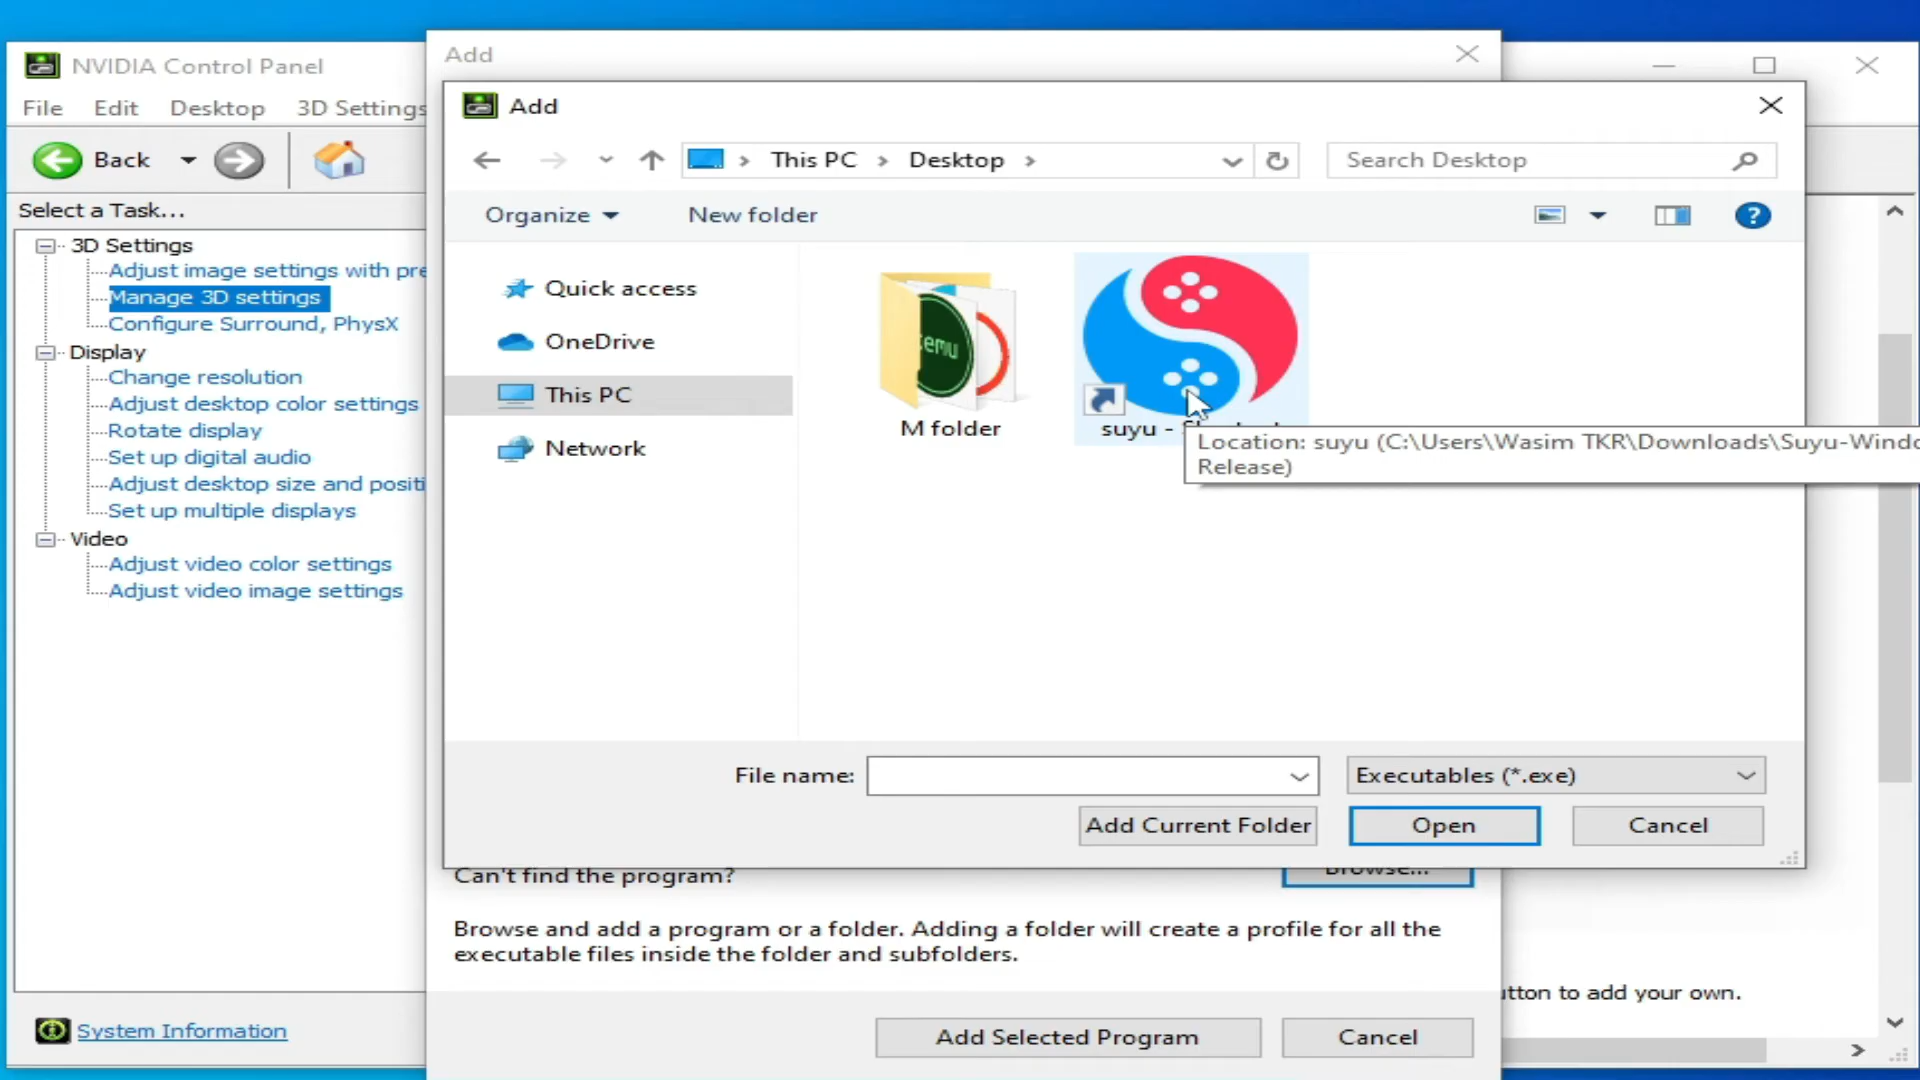 NVIDIA Control Panel
File Edit Desktop 3D Settings
Back
Select a Task...
3D Settings
Adjust image settings with pre
Manage 3D settings
Configure Surround, PhysX
Display
Change resolution
Adjust desktop color settings
Rotate display
Set up digital audio
Adjust desktop size and positi
Set up multiple displays
Video
Adjust video color settings
Adjust video image settings
System Information
Add
Add
This PC > Desktop >
Search Desktop
Organize New folder
Quick access
OneDrive
This PC
Network
cemu
M folder
suyu -
Location: suyu (C:\Users\Wasim TKR\Downloads\Suyu-Windo
Release)
File name:
Executables (*.exe)
Add Current Folder Open Cancel
Can't find the program?
Browse...
Browse and add a program or a folder. Adding a folder will create a profile for all the
executable files inside the folder and subfolders.
utton to add your own.
Add Selected Program Cancel